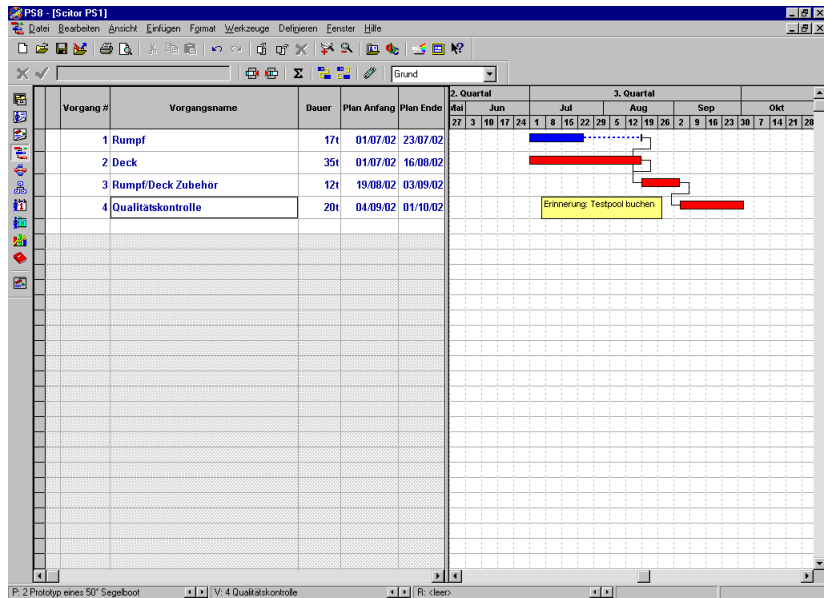 PS8 - [Scitor PS1]
Datei Bearbeiten Ansicht Einfügen Format Werkzeuge Definieren Fenster Hilfe
Grund
2. Quartal 3. Quartal
Mai Jun Jul Aug Sep Okt
27 3 10 17 24 1 8 15 22 29 5 12 19 26 2 9 16 23 30 7 14 21 28
Vorgang # Vorgangsname Dauer Plan Anfang Plan Ende
1 Rumpf 17t 01/07/02 23/07/02
2 Deck 35t 01/07/02 16/08/02
3 Rumpf/Deck Zubehör 12t 19/08/02 03/09/02
4 Qualitätskontrolle 20t 04/09/02 01/10/02
Erinnerung: Testpool buchen
P: 2 Prototyp eines 50" Segelboot V: 4 Qualitätskontrolle R: <leer>